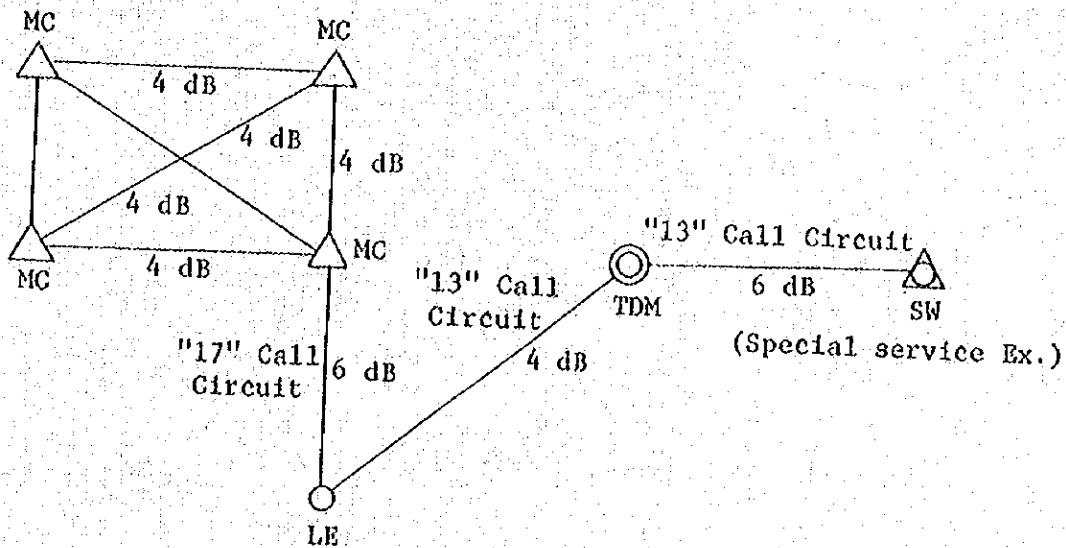 MC
MC
4 dB
4 dB
4 dB
4 dB
MC
4 dB
MC
"13" Call Circuit
6 dB
TDM
SW
(Special service Ex.)
"13" Call
Circuit
4 dB
"17" Call
Circuit
6 dB
LE